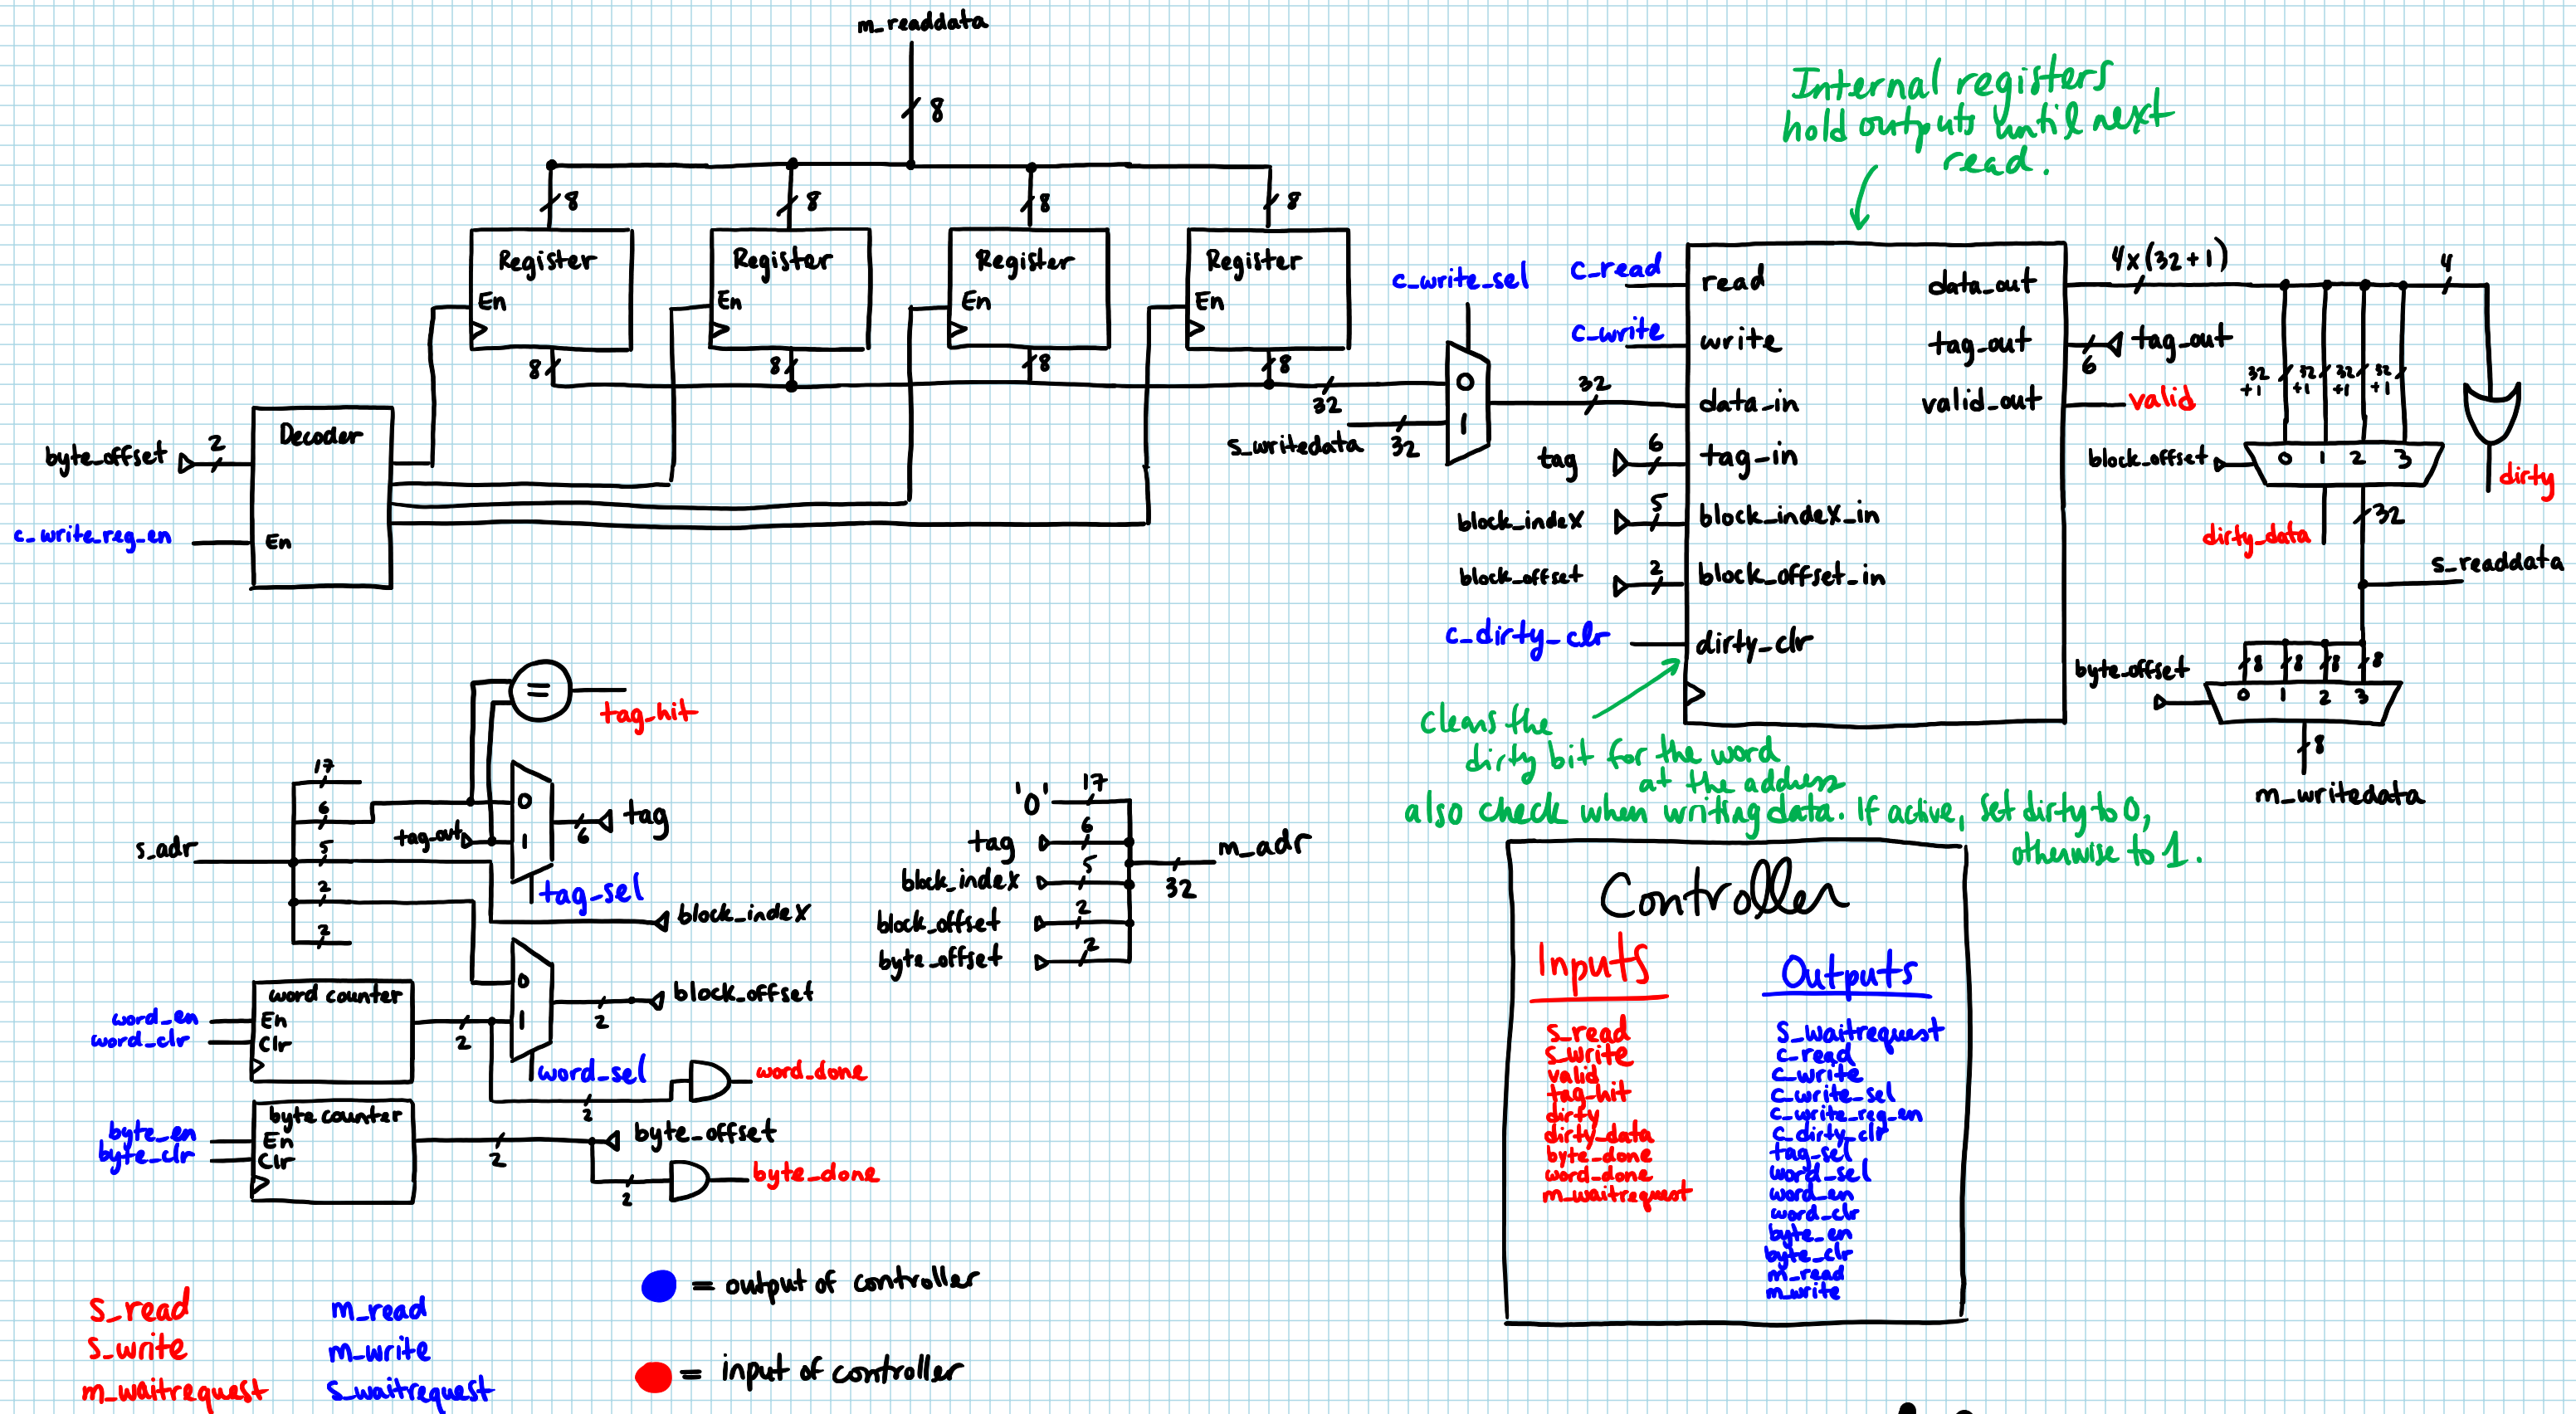 m_readdata
8
8
8
8
8
Register
Register
Register
Register
En
En
En
En
8
8
8
8
32
Decoder
byte_offset
2
c_write_reg_en
En
c_write_sel
0
1
s_writedata
32
32
Internal registers
hold outputs until next
read.
c_read
read
c_write
write
data_in
tag
6
tag_in
block_index
5
block_index_in
block_offset
2
block_offset_in
c_dirty_clr
dirty_clr
data_out
tag_out
valid_out
4x(32+1)
4
6
tag_out
valid
32
+1
32
+1
32
+1
32
+1
block_offset
0 1 2 3
dirty
dirty_data
32
s_readdata
8 8 8 8
byte_offset
0 1 2 3
8
m_writedata
cleans the
dirty bit for the word
at the address
also check when writing data. If active, set dirty to 0,
otherwise to 1.
=
tag_hit
s_adr
17
6
5
2
2
0
tag_out
1
6
tag
tag_sel
block_index
word counter
word_en
En
word_clr
Clr
2
0
1
2
block_offset
word_sel
2
word_done
byte counter
byte_en
En
byte_clr
Clr
2
byte_offset
2
byte_done
'0'
17
tag
6
block_index
5
block_offset
2
byte_offset
2
32
m_adr
Controller
Inputs
s_read
s_write
valid
tag_hit
dirty
dirty_data
byte_done
word_done
m_waitrequest
Outputs
s_waitrequest
c_read
c_write
c_write_sel
c_write_reg_en
c_dirty_clr
tag_sel
word_sel
word_en
word_clr
byte_en
byte_clr
m_read
m_write
s_read
s_write
m_waitrequest
m_read
m_write
s_waitrequest
= output of controller
= input of controller